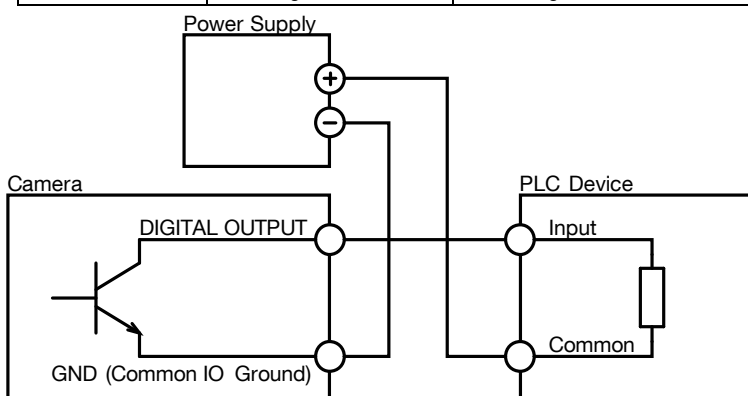 Power Supply
+
−
Camera
PLC Device
DIGITAL OUTPUT
Input
Common
GND (Common IO Ground)